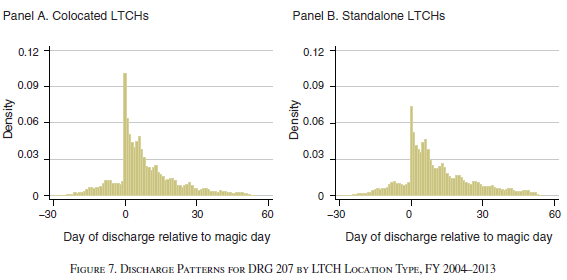 Panel A. Colocated LTCHs
Panel B. Standalone LTCHs
0.12
0.09
0.06
0.03
0
Density
−30
0
30
60
Day of discharge relative to magic day
0.12
0.09
0.06
0.03
0
Density
−30
0
30
60
Day of discharge relative to magic day
Figure 7. Discharge Patterns for DRG 207 by LTCH Location Type, FY 2004–2013